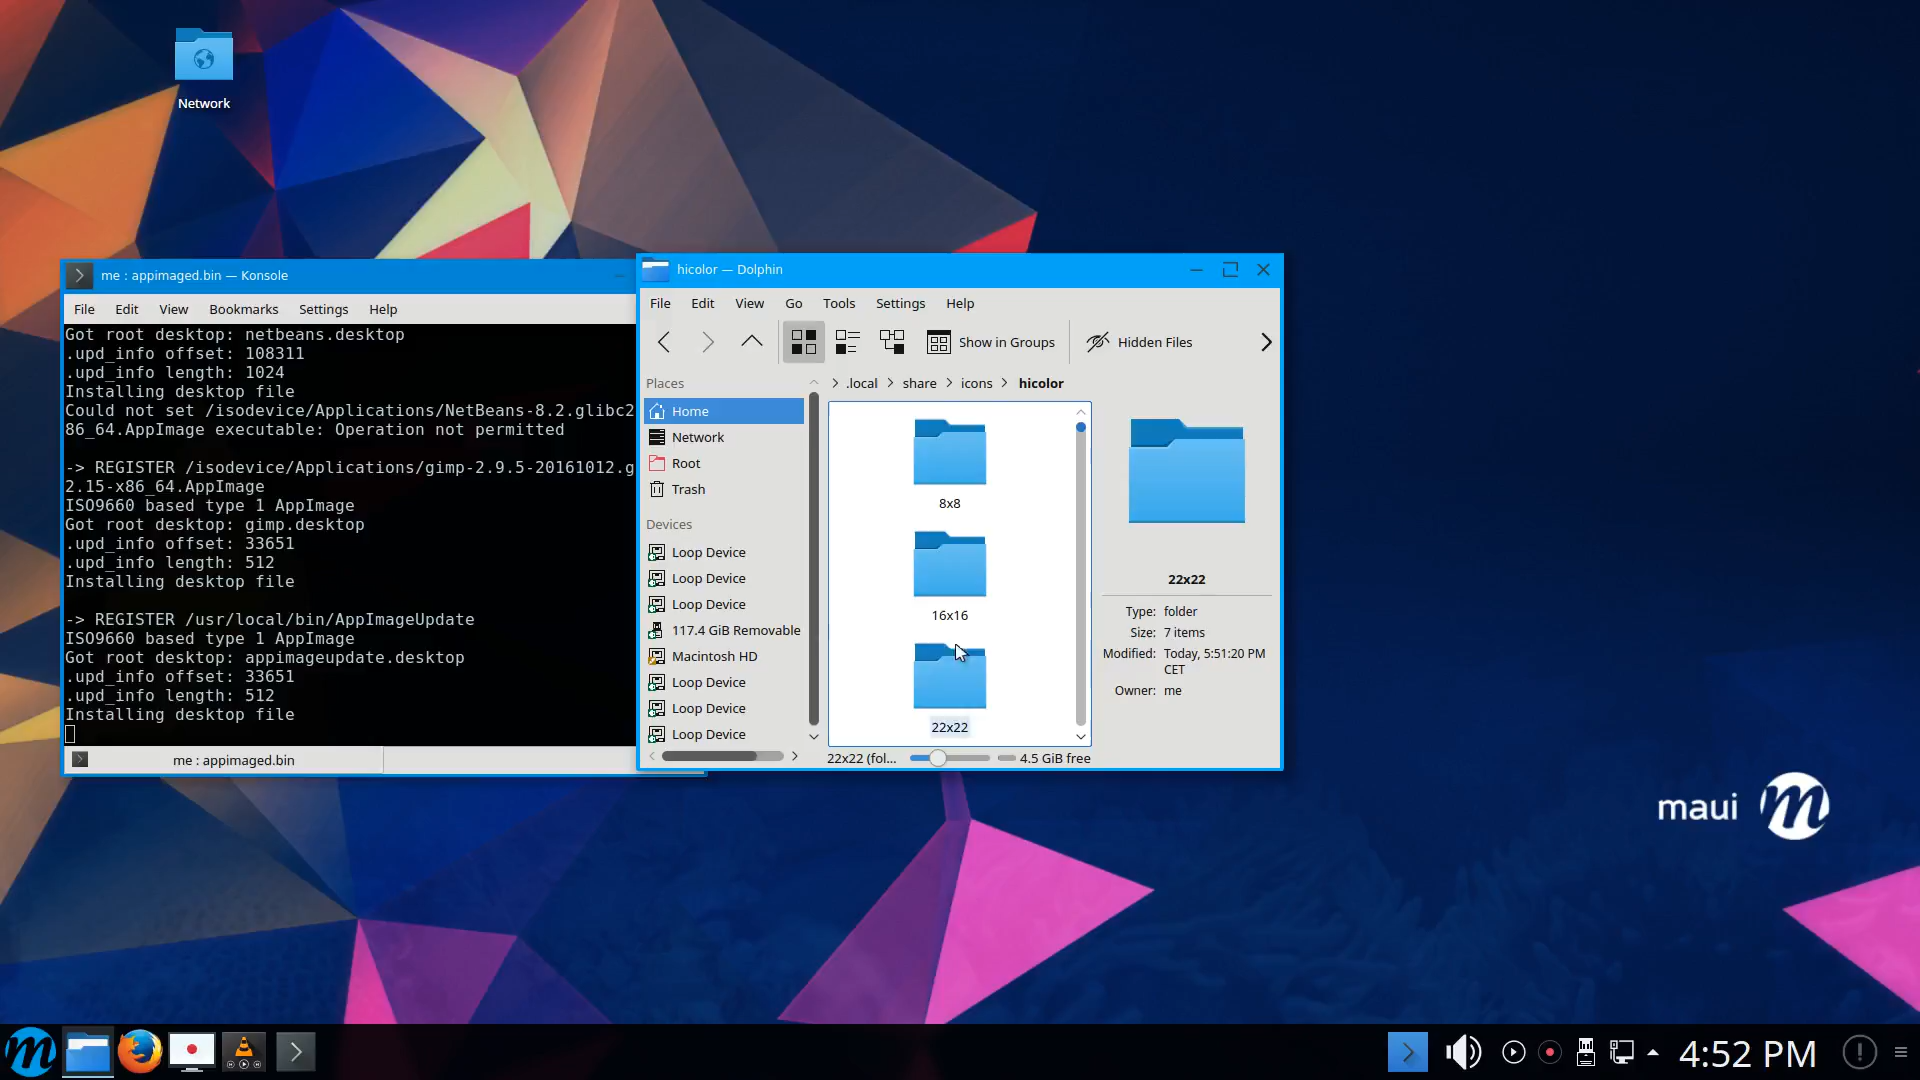 Network
me : appimaged.bin — Konsole
File Edit View Bookmarks Settings Help
Got root desktop: netbeans.desktop
.upd_info offset: 108311
.upd_info length: 1024
Installing desktop file
Could not set /isodevice/Applications/NetBeans-8.2.glibc2
86_64.AppImage executable: Operation not permitted
-> REGISTER /isodevice/Applications/gimp-2.9.5-20161012.g
2.15-x86_64.AppImage
ISO9660 based type 1 AppImage
Got root desktop: gimp.desktop
.upd_info offset: 33651
.upd_info length: 512
Installing desktop file
-> REGISTER /usr/local/bin/AppImageUpdate
ISO9660 based type 1 AppImage
Got root desktop: appimageupdate.desktop
.upd_info offset: 33651
.upd_info length: 512
Installing desktop file
me : appimaged.bin
hicolor — Dolphin
File Edit View Go Tools Settings Help
Show in Groups Hidden Files
Places
Home
Network
Root
Trash
Devices
Loop Device
Loop Device
Loop Device
117.4 GiB Removable
Macintosh HD
Loop Device
Loop Device
Loop Device
> .local > share > icons > hicolor
8x8
16x16
22x22
22x22 (fol...
4.5 GiB free
22x22
Type: folder
Size: 7 items
Modified: Today, 5:51:20 PM
CET
Owner: me
maui m
4:52 PM